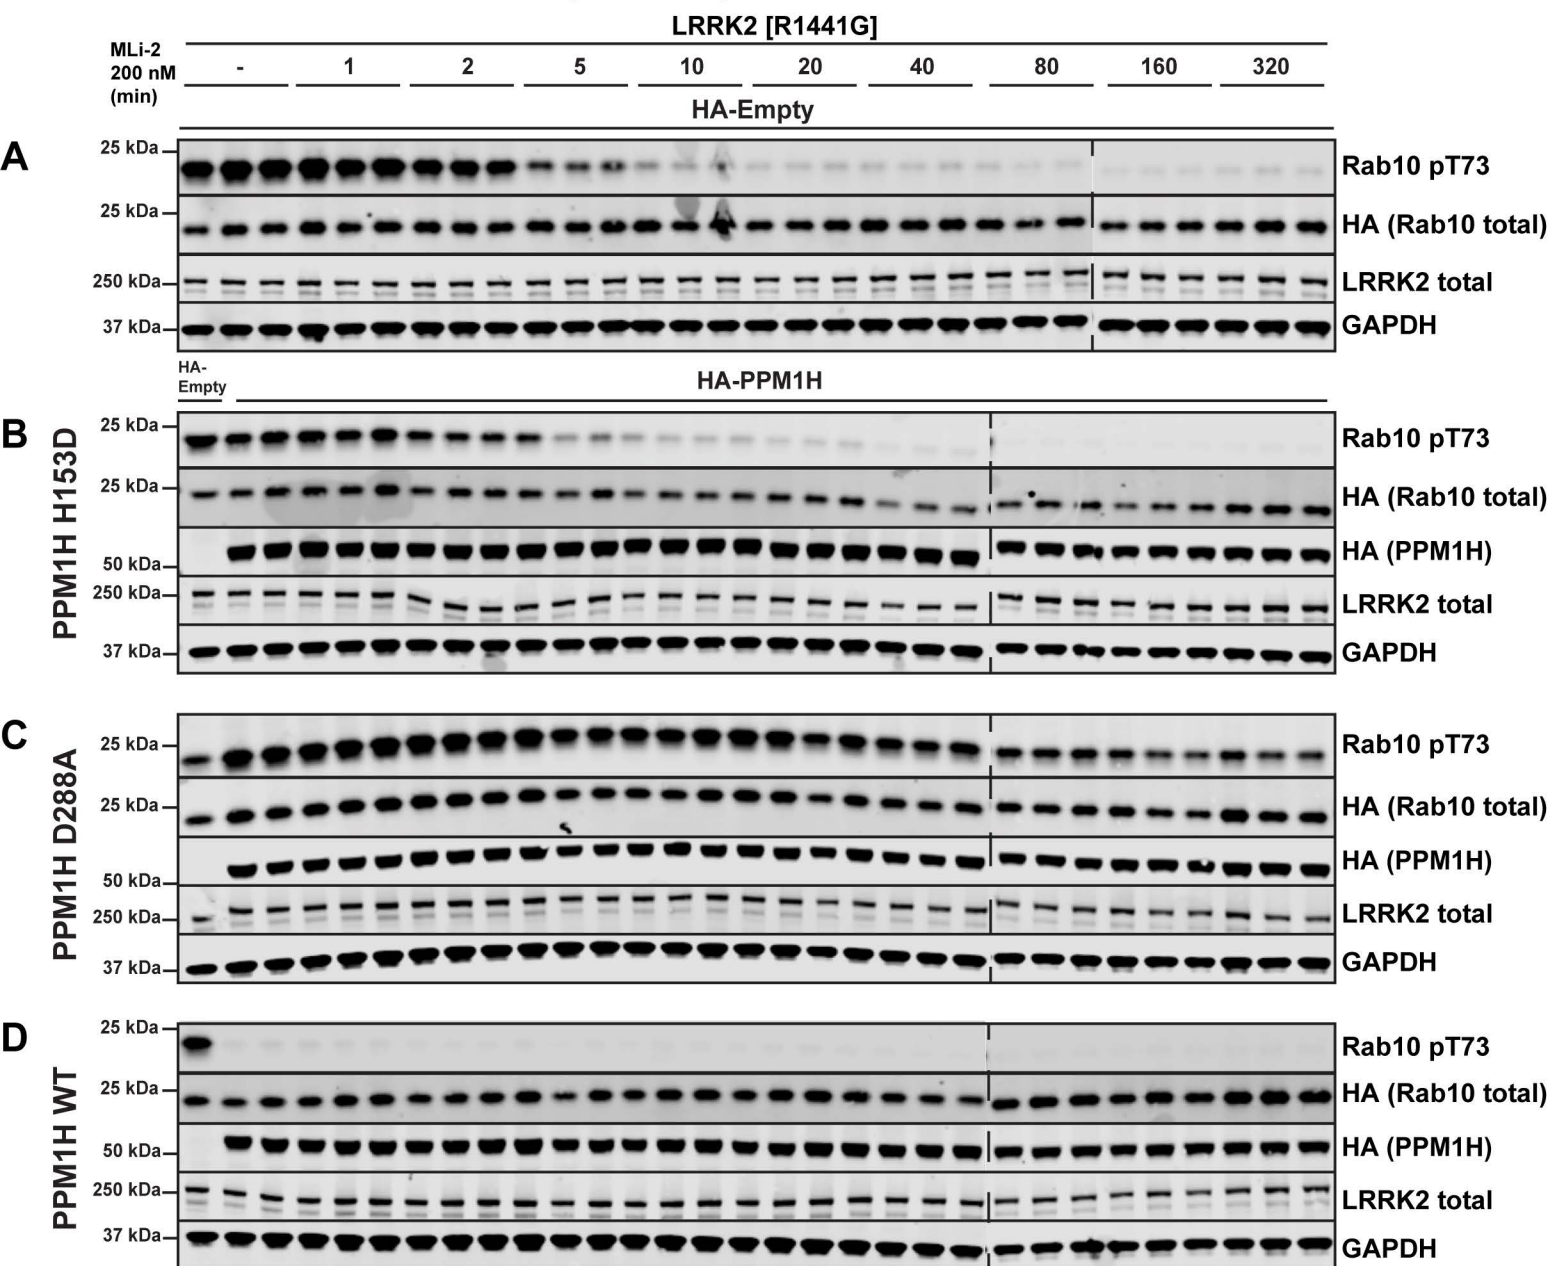 LRRK2 [R1441G]
MLi-2
200 nM
(min)
- 1 2 5 10 20 40 80 160 320
HA-Empty
A
25 kDa Rab10 pT73
25 kDa HA (Rab10 total)
250 kDa LRRK2 total
37 kDa GAPDH
HA-
Empty
HA-PPM1H
B
PPM1H H153D
25 kDa Rab10 pT73
25 kDa HA (Rab10 total)
HA (PPM1H)
50 kDa
250 kDa LRRK2 total
37 kDa GAPDH
C
PPM1H D288A
25 kDa Rab10 pT73
25 kDa HA (Rab10 total)
HA (PPM1H)
50 kDa
250 kDa LRRK2 total
37 kDa GAPDH
D
PPM1H WT
25 kDa Rab10 pT73
25 kDa HA (Rab10 total)
50 kDa HA (PPM1H)
250 kDa LRRK2 total
37 kDa GAPDH